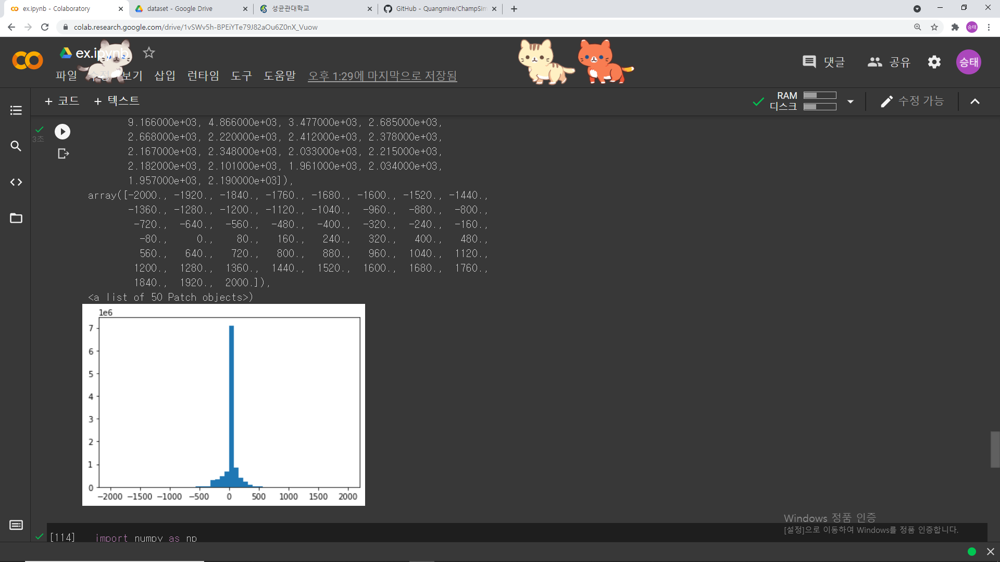 ex.ipynb - Colaboratory
dataset - Google Drive
성균관대학교
GitHub - Quangmire/ChampSim
colab.research.google.com/drive/1vSWv5h-BPEiYTe79J82aOu6Z0nX_Vuow
승태
ex.ipynb
댓글
공유
승태
파일 수정 보기 삽입 런타임 도구 도움말 오후 1:29에 마지막으로 저장됨
+ 코드 + 텍스트
RAM
디스크
수정 가능
3초
9.166000e+03, 4.866000e+03, 3.477000e+03, 2.685000e+03,
2.668000e+03, 2.220000e+03, 2.412000e+03, 2.378000e+03,
2.167000e+03, 2.348000e+03, 2.033000e+03, 2.215000e+03,
2.182000e+03, 2.101000e+03, 1.961000e+03, 2.034000e+03,
1.957000e+03, 2.190000e+03]),
array([-2000., -1920., -1840., -1760., -1680., -1600., -1520., -1440.,
-1360., -1280., -1200., -1120., -1040., -960., -880., -800.,
-720., -640., -560., -480., -400., -320., -240., -160.,
-80., 0., 80., 160., 240., 320., 400., 480.,
560., 640., 720., 800., 880., 960., 1040., 1120.,
1200., 1280., 1360., 1440., 1520., 1600., 1680., 1760.,
1840., 1920., 2000.]),
<a list of 50 Patch objects>)
1e6
7
6
5
4
3
2
1
0
−2000 −1500 −1000 −500 0 500 1000 1500 2000
Windows 정품 인증
[설정]으로 이동하여 Windows를 정품 인증합니다.
[114] import numpy as np